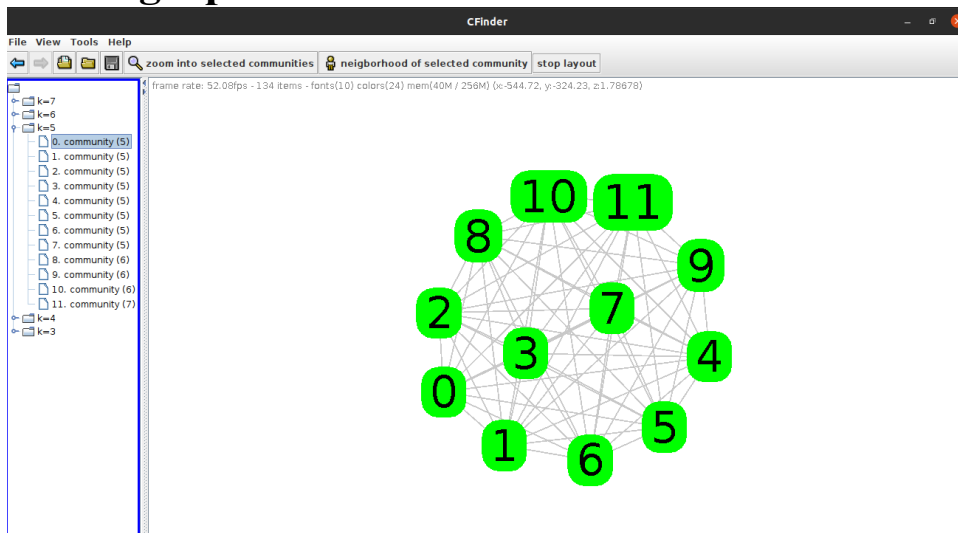 CFinder
File View Tools Help
zoom into selected communities neigborhood of selected community stop layout
frame rate: 52.08fps - 134 items - fonts(10) colors(24) mem(40M / 256M) (x:-544.72, y:-324.23, z:1.78678)
k=7
k=6
k=5
0. community (5)
1. community (5)
2. community (5)
3. community (5)
4. community (5)
5. community (5)
6. community (5)
7. community (5)
8. community (6)
9. community (6)
10. community (6)
11. community (7)
k=4
k=3
10 11
8
9
2
7
3
4
0
5
1
6